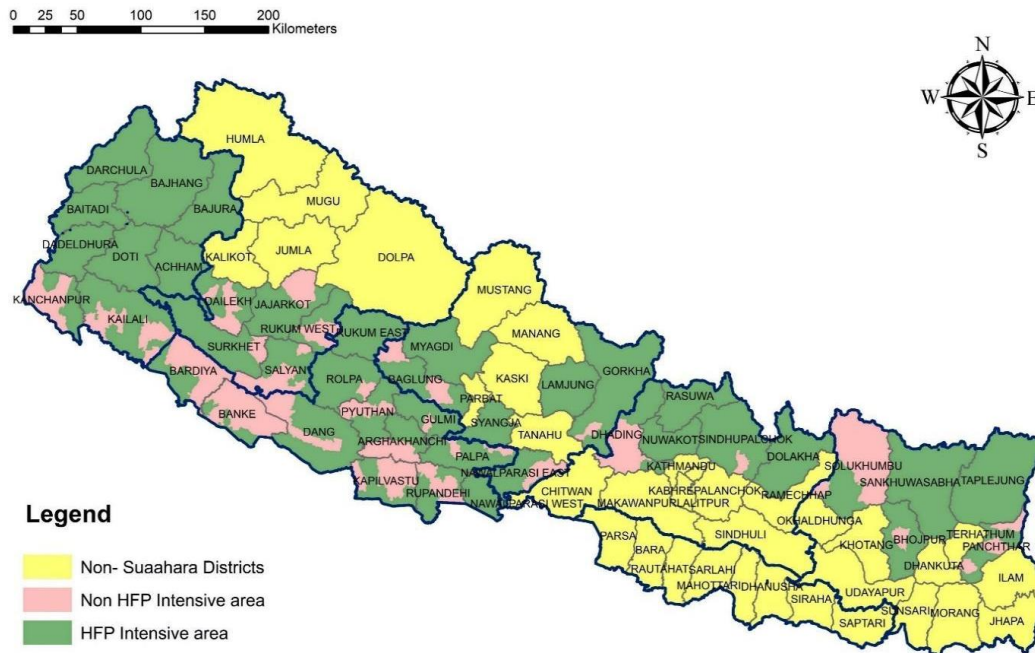 0 25 50 100 150 200
Kilometers
N
W E
S
HUMLA
DARCHULA
BAJHANG
MUGU
BAITADI
BAJURA
DADELDHURA
JUMLA
KALIKOT
DOTI
DOLPA
ACHHAM
MUSTANG
KANCHANPUR
DAILEKH
JAJARKOT
KAILALI
RUKUM WEST
RUKUM EAST
MANANG
SURKHET
MYAGDI
BARDIYA
SALYAN
KASKI
GORKHA
ROLPA
BAGLUNG
LAMJUNG
PARBAT
RASUWA
BANKE
PYUTHAN
GULMI
SYANGJA
DANG
TANAHU
DHADING
NUWAKOT
SINDHUPALCHOK
ARGHAKHANCHI
DOLAKHA
PALPA
KATHMANDU
SOLUKHUMBU
NAWALPARASI EAST
SANKHUWASABHA
TAPLEJUNG
KAPILVASTU
RUPANDEHI
CHITWAN
KABHREPALANCHOK
RAMECHHAP
NAWALPARASI WEST
MAKAWANPUR
LALITPUR
OKHALDHUNGA
TERHATHUM
PARSA
BARA
SINDHULI
KHOTANG
BHOJPUR
PANCHTHAR
RAUTAHAT
SARLAHI
DHANKUTA
ILAM
MAHOTTARI
DHANUSHA
SIRAHA
UDAYAPUR
SAPTARI
SUNSARI
MORANG
JHAPA
Legend
Non- Suaahara Districts
Non HFP Intensive area
HFP Intensive area